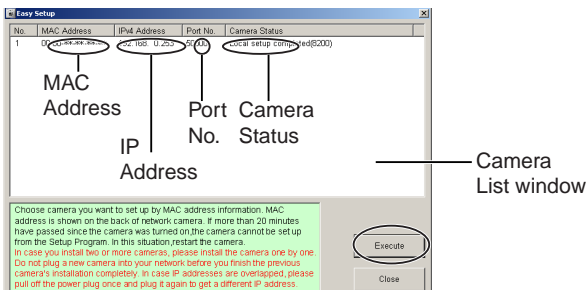 Easy Setup
No. MAC Address IPv4 Address Port No. Camera Status
1 192.168. 0.253 50000 Local setup completed(8200)
MAC
Address
IP
Address
Port
No.
Camera
Status
Camera
List window
Choose camera you want to set up by MAC address information. MAC
address is shown on the back of network camera. If more than 20 minutes
have passed since the camera was turned on,the camera cannot be set up
from the Setup Program. In this situation,restart the camera.
In case you install two or more cameras, please install the camera one by one.
Do not plug a new camera into your network before you finish the previous
camera's installation completely. In case IP addresses are overlapped, please
pull off the power plug once and plug it again to get a different IP address.
Execute
Close